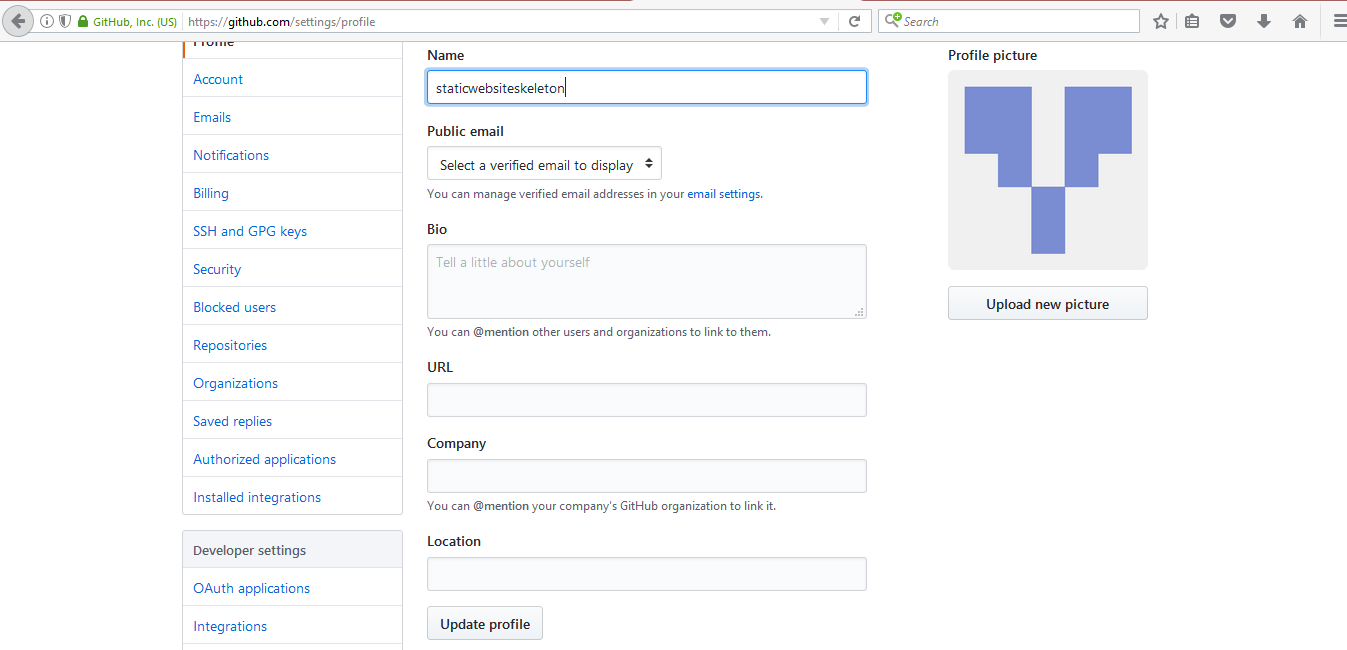 GitHub, Inc. (US) https://github.com/settings/profile Search
Profile
Account
Emails
Notifications
Billing
SSH and GPG keys
Security
Blocked users
Repositories
Organizations
Saved replies
Authorized applications
Installed integrations
Developer settings
OAuth applications
Integrations
Name
staticwebsiteskeleton
Public email
Select a verified email to display
You can manage verified email addresses in your email settings.
Bio
Tell a little about yourself
You can @mention other users and organizations to link to them.
URL
Company
You can @mention your company's GitHub organization to link it.
Location
Update profile
Profile picture
Upload new picture